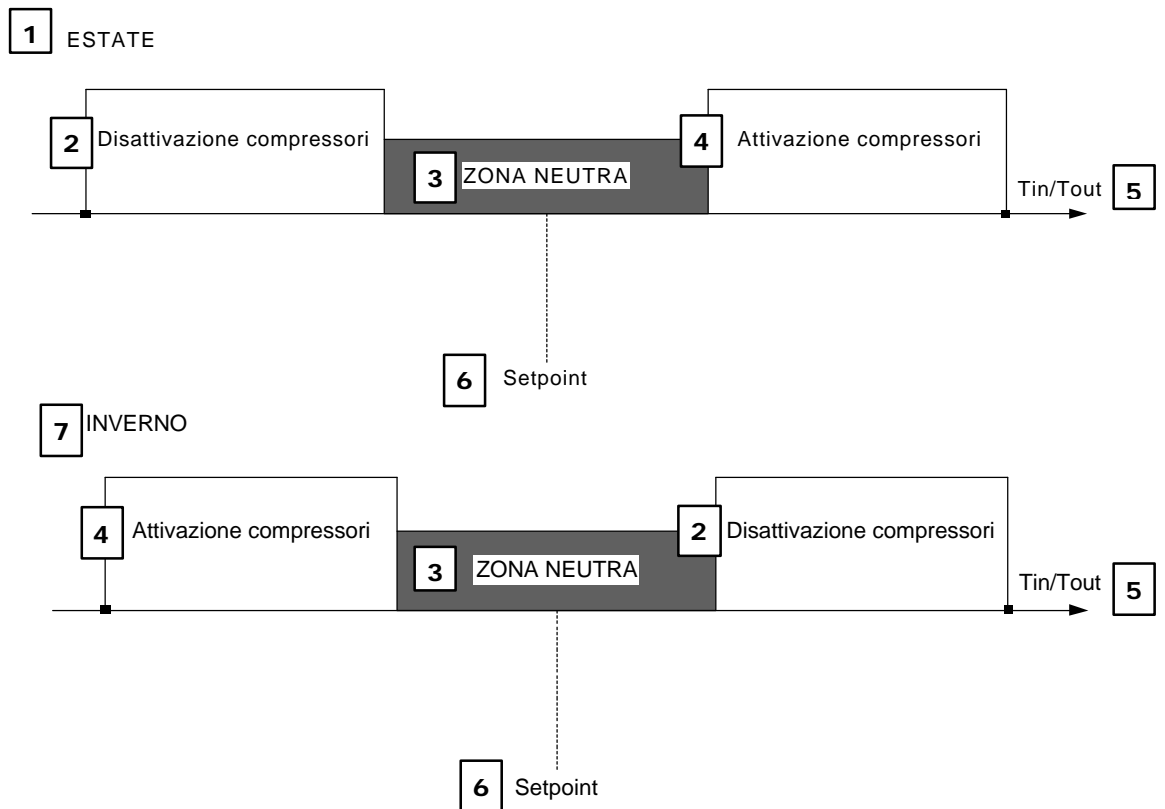 1 ESTATE
2 Disattivazione compressori
4 Attivazione compressori
3 ZONA NEUTRA
Tin/Tout 5
6 Setpoint
7 INVERNO
4 Attivazione compressori
2 Disattivazione compressori
3 ZONA NEUTRA
Tin/Tout 5
6 Setpoint